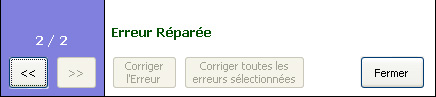 2 / 2
<<
>>
Erreur Réparée
Corriger
l'Erreur
Corriger toutes les
erreurs sélectionnées
Fermer